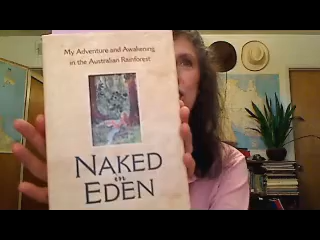 My Adventure and Awakening
in the Australian Rainforest
NAKED
in
EDEN